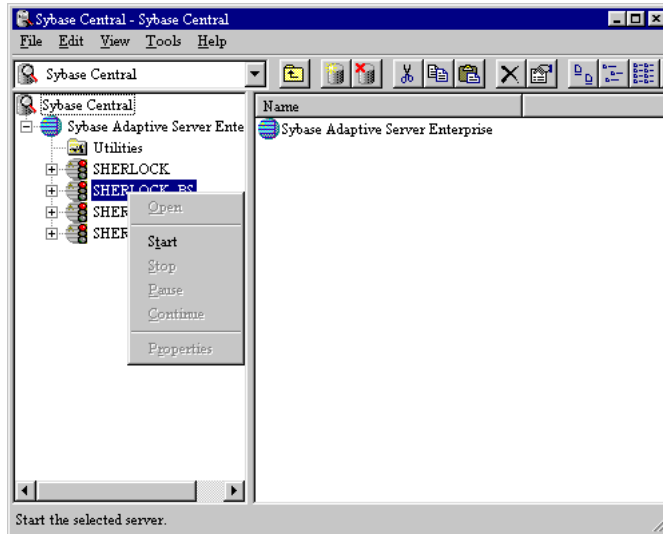 Sybase Central - Sybase Central
File Edit View Tools Help
Sybase Central
Sybase Central
Sybase Adaptive Server Ente
Utilities
SHERLOCK
SHERLOCK_BS
SHER
SHER
Open
Start
Stop
Pause
Continue
Properties
Name
Sybase Adaptive Server Enterprise
Start the selected server.